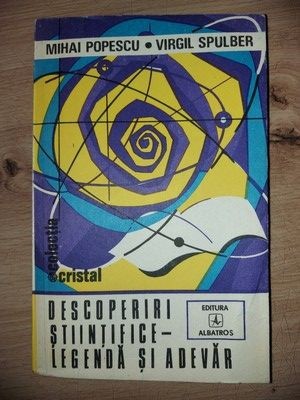 MIHAI POPESCU • VIRGIL SPULBER
colecția
cristal
DESCOPERIRI
ȘTIINȚIFICE –
LEGENDĂ ȘI ADEVĂR
EDITURA
ALBATROS